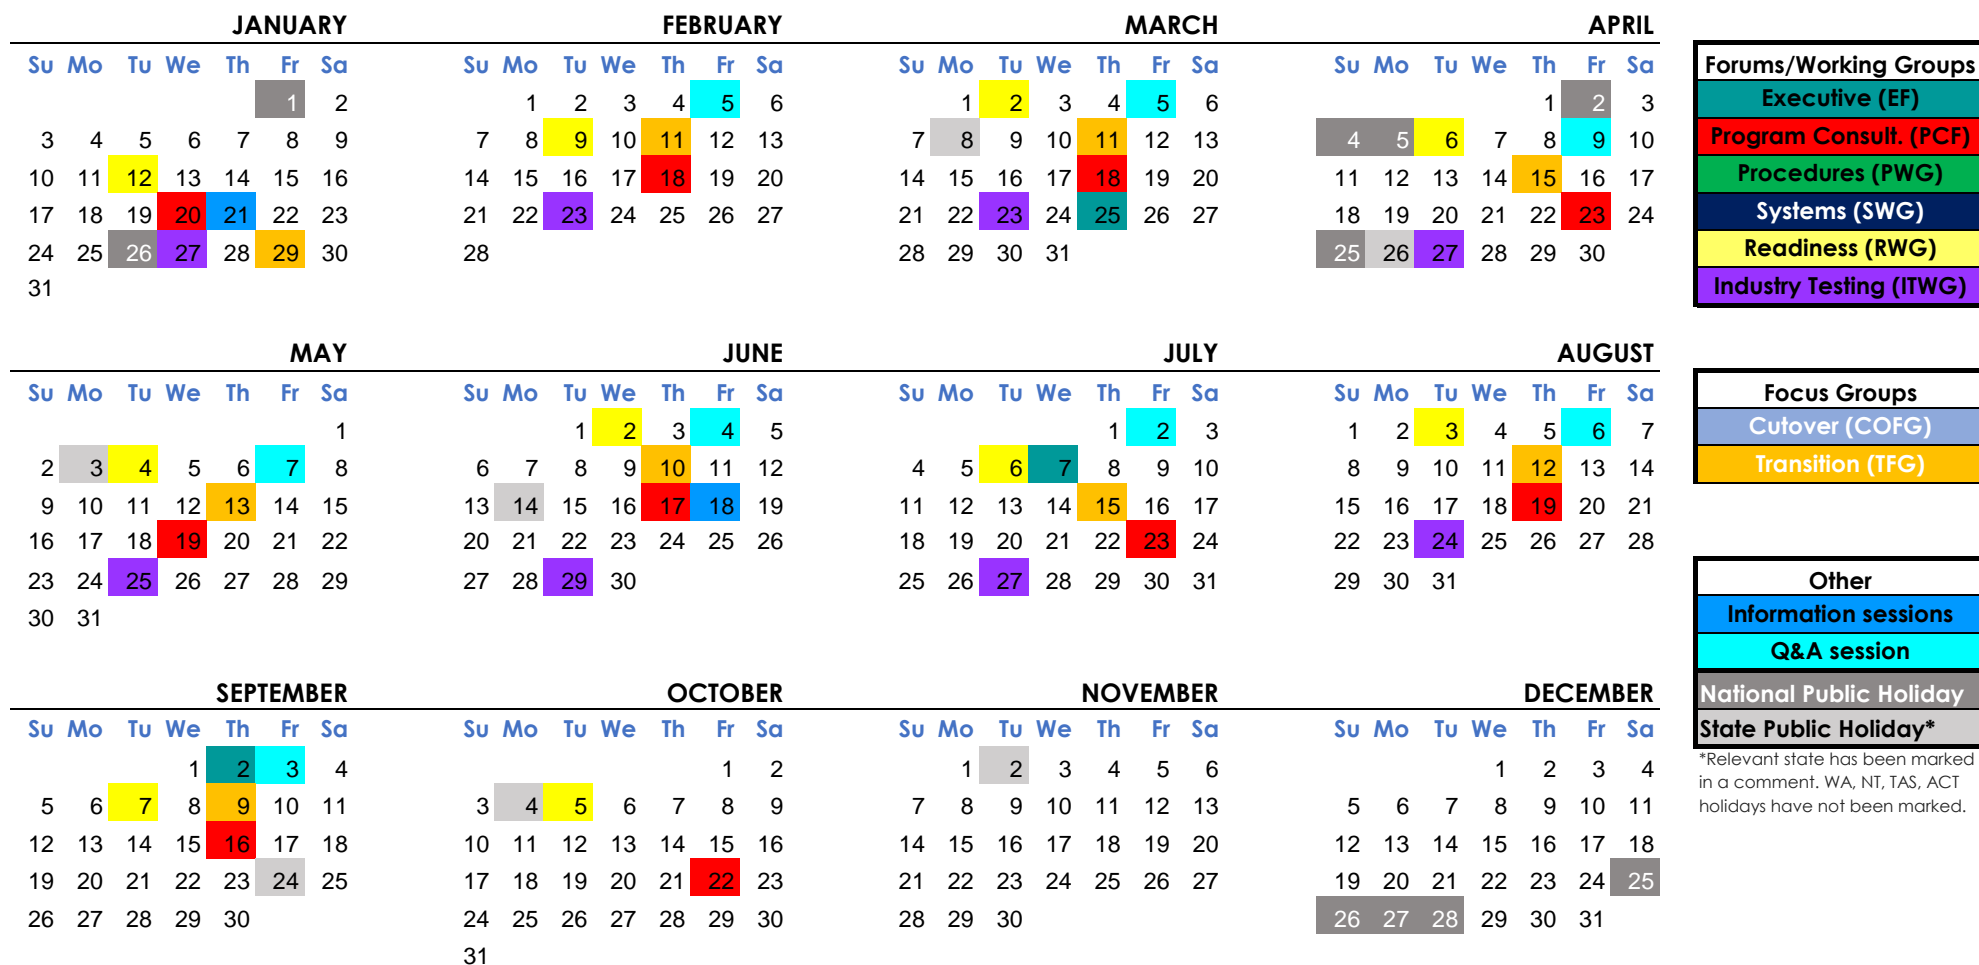 JANUARY FEBRUARY MARCH APRIL
Su Mo Tu We Th Fr Sa Su Mo Tu We Th Fr Sa Su Mo Tu We Th Fr Sa Su Mo Tu We Th Fr Sa
1 2 1 2 3 4 5 6 1 2 3 4 5 6 1 2 3
3 4 5 6 7 8 9 7 8 9 10 11 12 13 7 8 9 10 11 12 13 4 5 6 7 8 9 10
10 11 12 13 14 15 16 14 15 16 17 18 19 20 14 15 16 17 18 19 20 11 12 13 14 15 16 17
17 18 19 20 21 22 23 21 22 23 24 25 26 27 21 22 23 24 25 26 27 18 19 20 21 22 23 24
24 25 26 27 28 29 30 28 28 29 30 31 25 26 27 28 29 30
31
Forums/Working Groups
Executive (EF)
Program Consult. (PCF)
Procedures (PWG)
Systems (SWG)
Readiness (RWG)
Industry Testing (ITWG)
MAY JUNE JULY AUGUST
Su Mo Tu We Th Fr Sa Su Mo Tu We Th Fr Sa Su Mo Tu We Th Fr Sa Su Mo Tu We Th Fr Sa
1 1 2 3 4 5 1 2 3 1 2 3 4 5 6 7
2 3 4 5 6 7 8 6 7 8 9 10 11 12 4 5 6 7 8 9 10 8 9 10 11 12 13 14
9 10 11 12 13 14 15 13 14 15 16 17 18 19 11 12 13 14 15 16 17 15 16 17 18 19 20 21
16 17 18 19 20 21 22 20 21 22 23 24 25 26 18 19 20 21 22 23 24 22 23 24 25 26 27 28
23 24 25 26 27 28 29 27 28 29 30 25 26 27 28 29 30 31 29 30 31
30 31
Focus Groups
Cutover (COFG)
Transition (TFG)
Other
Information sessions
Q&A session
National Public Holiday
State Public Holiday*
*Relevant state has been marked
in a comment. WA, NT, TAS, ACT
holidays have not been marked.
SEPTEMBER OCTOBER NOVEMBER DECEMBER
Su Mo Tu We Th Fr Sa Su Mo Tu We Th Fr Sa Su Mo Tu We Th Fr Sa Su Mo Tu We Th Fr Sa
1 2 3 4 1 2 1 2 3 4 5 6 1 2 3 4
5 6 7 8 9 10 11 3 4 5 6 7 8 9 7 8 9 10 11 12 13 5 6 7 8 9 10 11
12 13 14 15 16 17 18 10 11 12 13 14 15 16 14 15 16 17 18 19 20 12 13 14 15 16 17 18
19 20 21 22 23 24 25 17 18 19 20 21 22 23 21 22 23 24 25 26 27 19 20 21 22 23 24 25
26 27 28 29 30 24 25 26 27 28 29 30 28 29 30 26 27 28 29 30 31
31